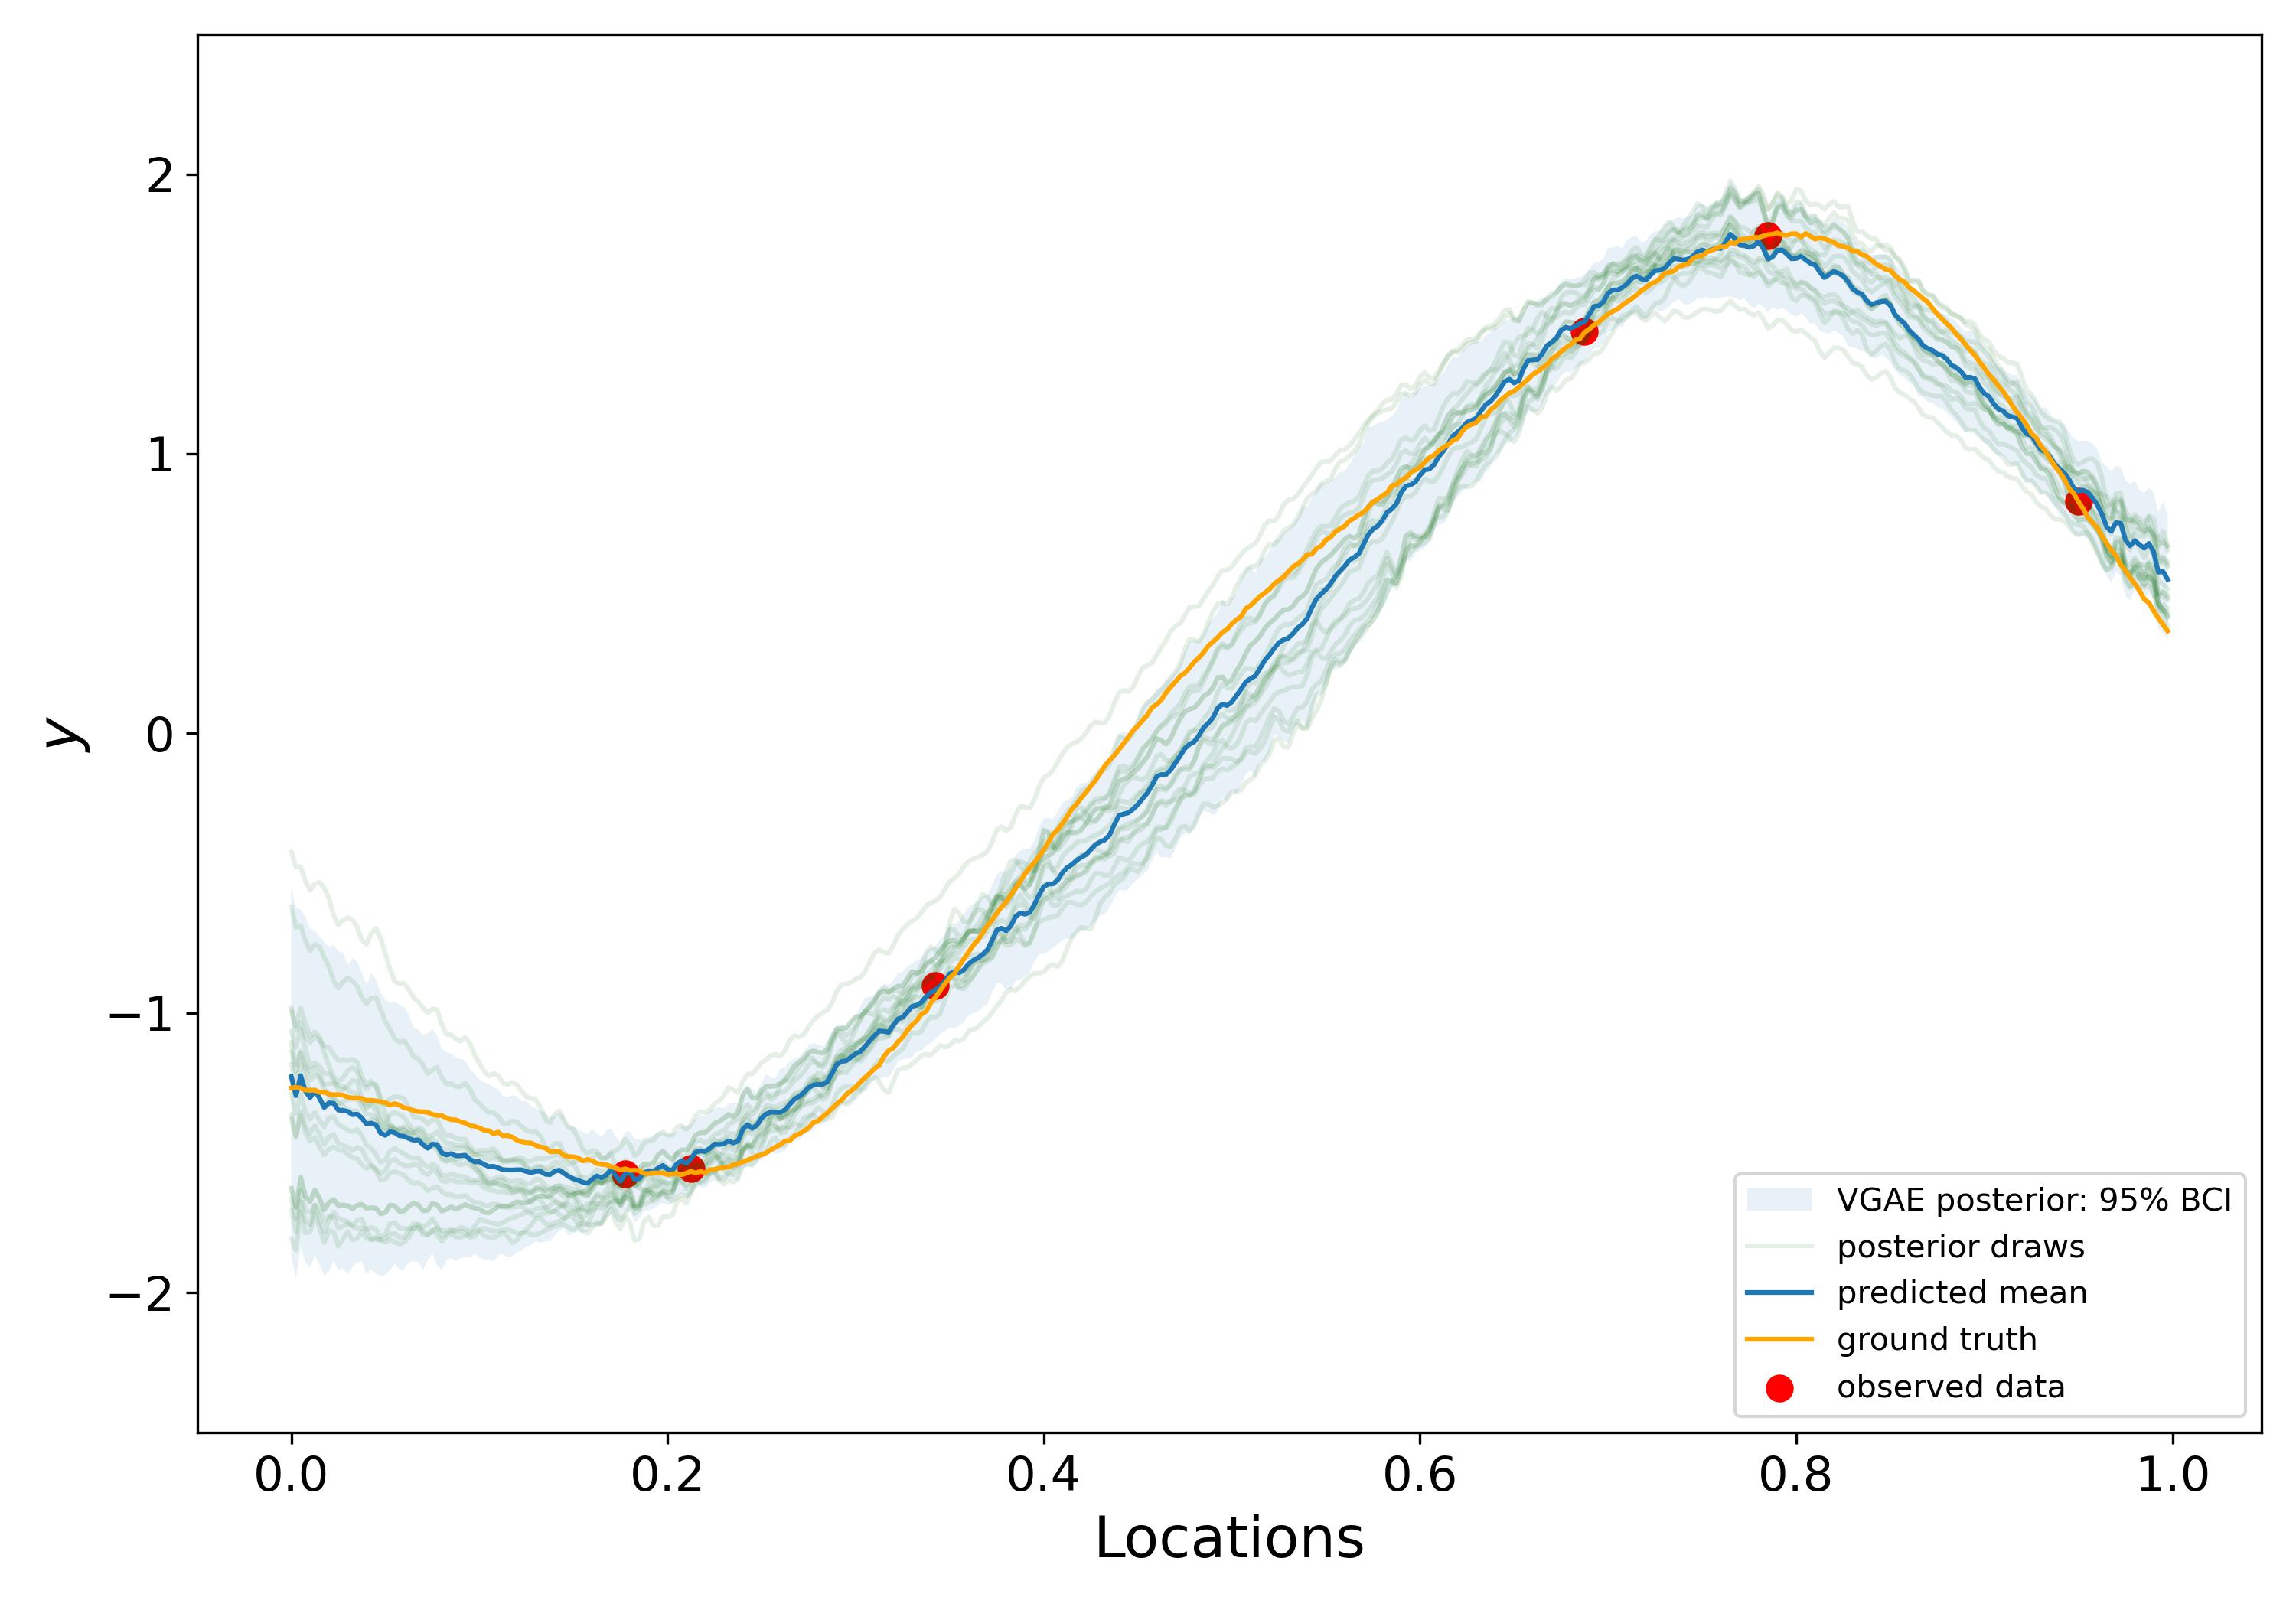 2
1
0
−1
−2
y
0.0 0.2 0.4 0.6 0.8 1.0
Locations
VGAE posterior: 95% BCI
posterior draws
predicted mean
ground truth
observed data